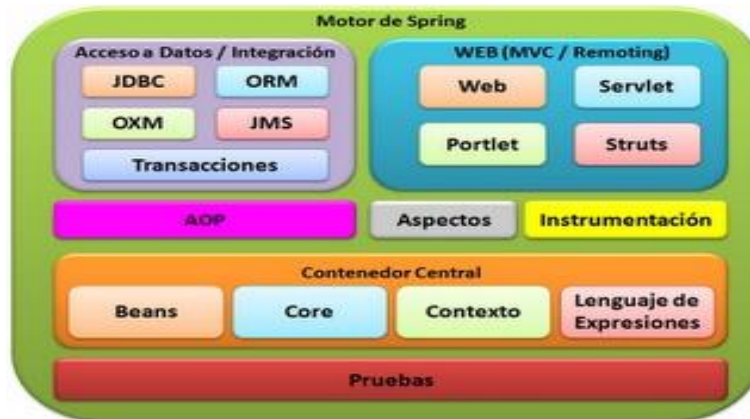 Motor de Spring
Acceso a Datos / Integración
JDBC
ORM
OXM
JMS
Transacciones
WEB (MVC / Remoting)
Web
Servlet
Portlet
Struts
AOP
Aspectos
Instrumentación
Contenedor Central
Beans
Core
Contexto
Lenguaje de
Expresiones
Pruebas